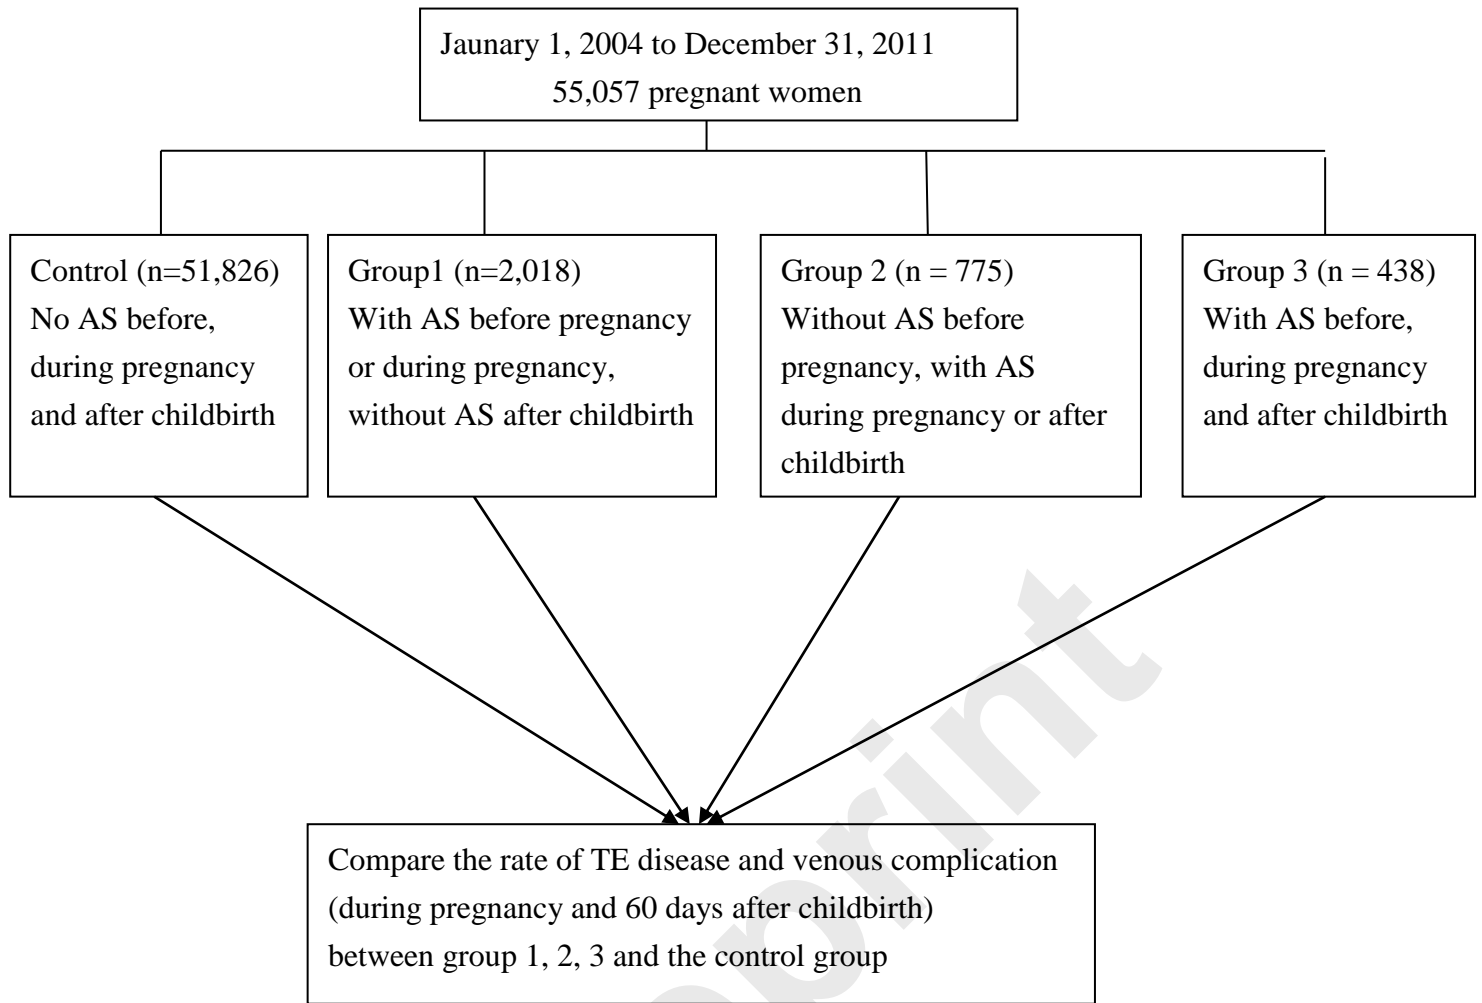 Jaunary 1, 2004 to December 31, 2011
55,057 pregnant women
Control (n=51,826)
No AS before,
during pregnancy
and after childbirth
Group1 (n=2,018)
With AS before pregnancy
or during pregnancy,
without AS after childbirth
Group 2 (n = 775)
Without AS before
pregnancy, with AS
during pregnancy or after
childbirth
Group 3 (n = 438)
With AS before,
during pregnancy
and after childbirth
Compare the rate of TE disease and venous complication
(during pregnancy and 60 days after childbirth)
between group 1, 2, 3 and the control group
print